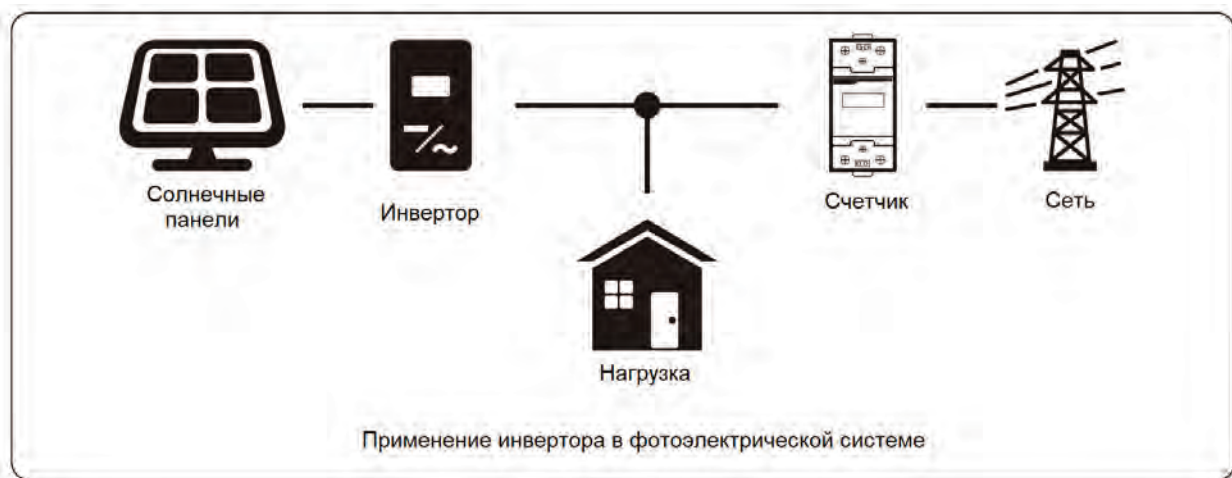 Солнечные
панели
Инвертор
Счетчик
Сеть
Нагрузка
Применение инвертора в фотоэлектрической системе